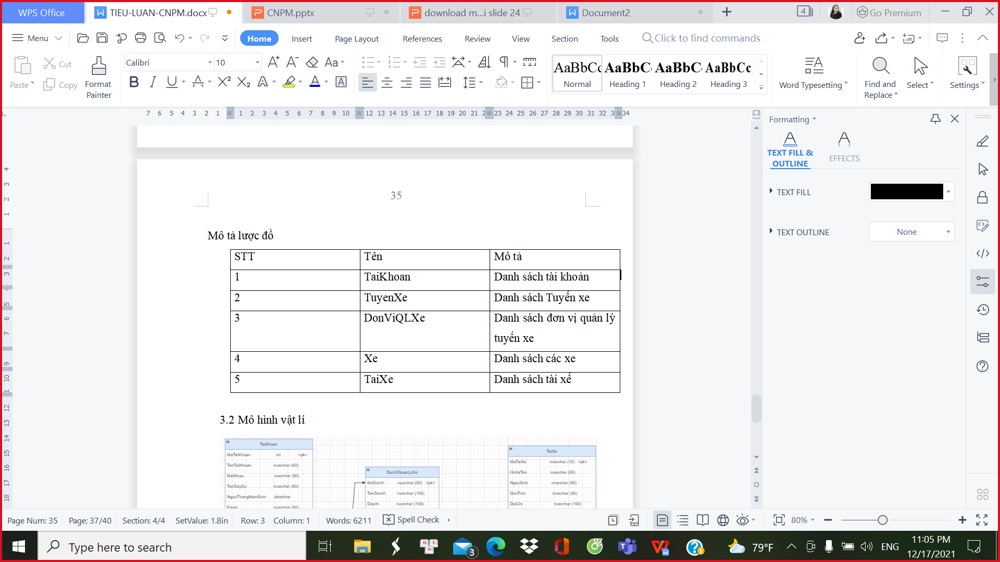 WPS Office
TIEU-LUAN-CNPM.docx
CNPM.pptx
download m...i slide 24
Document2
4
Go Premium
Menu
Home
Insert
Page Layout
References
Review
View
Section
Tools
Click to find commands
Paste
Cut
Copy
Format
Painter
Calibri
10
AaBbCc
Normal
AaBbC
Heading 1
AaBbC
Heading 2
AaBbCc
Heading 3
Word Typesetting
Find and
Replace
Select
Settings
7 6 5 4 3 2 1 1 2 3 4 5 6 7 8 9 10 12 13 14 15 16 17 18 19 20 21 23 24 25 26 27 28 29 30 31 32 34
Formatting
TEXT FILL &
OUTLINE
EFFECTS
TEXT FILL
TEXT OUTLINE
None
35
Mô tả lược đồ
STT Tên Mô tả
1 TaiKhoan Danh sách tài khoản
2 TuyenXe Danh sách Tuyến xe
3 DonViQLXe Danh sách đơn vị quản lý
tuyến xe
4 Xe Danh sách các xe
5 TaiXe Danh sách tài xế
3.2 Mô hình vật lí
TaiKhoan
MaTaiKhoan int <pk>
TenTaiKhoan nvarchar (50)
MatKhau nvarchar (50)
TenDayDu nvarchar (50)
NgayThangNamSinh datetime
Email nvarchar (50)
DonViQuanLyXe
MaDonVi nvarchar (50) <pk>
TenDonVi nvarchar (100)
Diachi nvarchar (100)
TaiXe
MaTaiXe nvarchar (10) <pk>
HoVaTen nvarchar (50)
NgaySinh nvarchar (50)
GioiTinh nvarchar (50)
DiaChi nvarchar (100)
Page Num: 35
Page: 37/40
Section: 4/4
SetValue: 1.8in
Row: 3
Column: 1
Words: 6211
Spell Check
80%
Type here to search
3
79°F
ENG
11:05 PM
12/17/2021